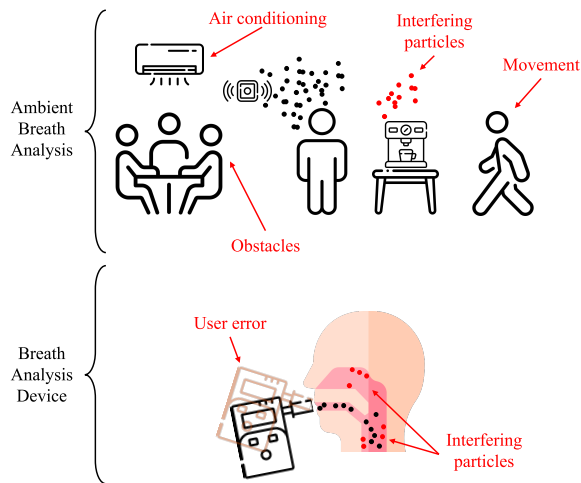 Air conditioning
Interfering
particles
Movement
Ambient
Breath
Analysis
Obstacles
User error
Breath
Analysis
Device
Interfering
particles